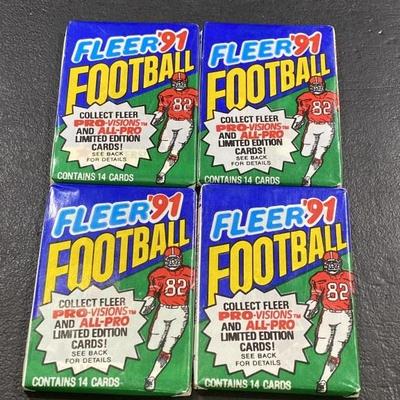 FLEER '91
FOOTBALL
COLLECT FLEER
PRO-VISIONS™
AND ALL-PRO
LIMITED EDITION
CARDS!
SEE BACK
FOR DETAILS
82
CONTAINS 14 CARDS
FLEER '91
FOOTBALL
COLLECT FLEER
PRO-VISIONS™
AND ALL-PRO
LIMITED EDITION
CARDS!
SEE BACK
FOR DETAILS
82
CONTAINS 14 CARDS
FLEER '91
FOOTBALL
COLLECT FLEER
PRO-VISIONS™
AND ALL-PRO
LIMITED EDITION
CARDS!
SEE BACK
FOR DETAILS
82
CONTAINS 14 CARDS
FLEER '91
FOOTBALL
COLLECT FLEER
PRO-VISIONS™
AND ALL-PRO
LIMITED EDITION
CARDS!
SEE BACK
FOR DETAILS
82
CONTAINS 14 CARDS